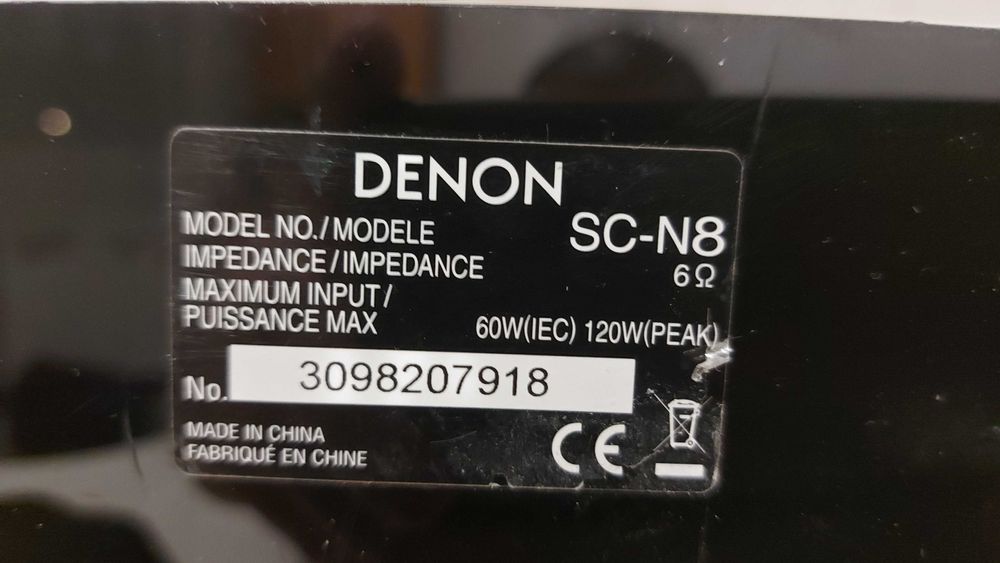 DENON
MODEL NO./MODELE SC-N8
IMPEDANCE/IMPEDANCE 6Ω
MAXIMUM INPUT/
PUISSANCE MAX 60W(IEC) 120W(PEAK)
No. 3098207918
MADE IN CHINA
FABRIQUÉ EN CHINE
CE